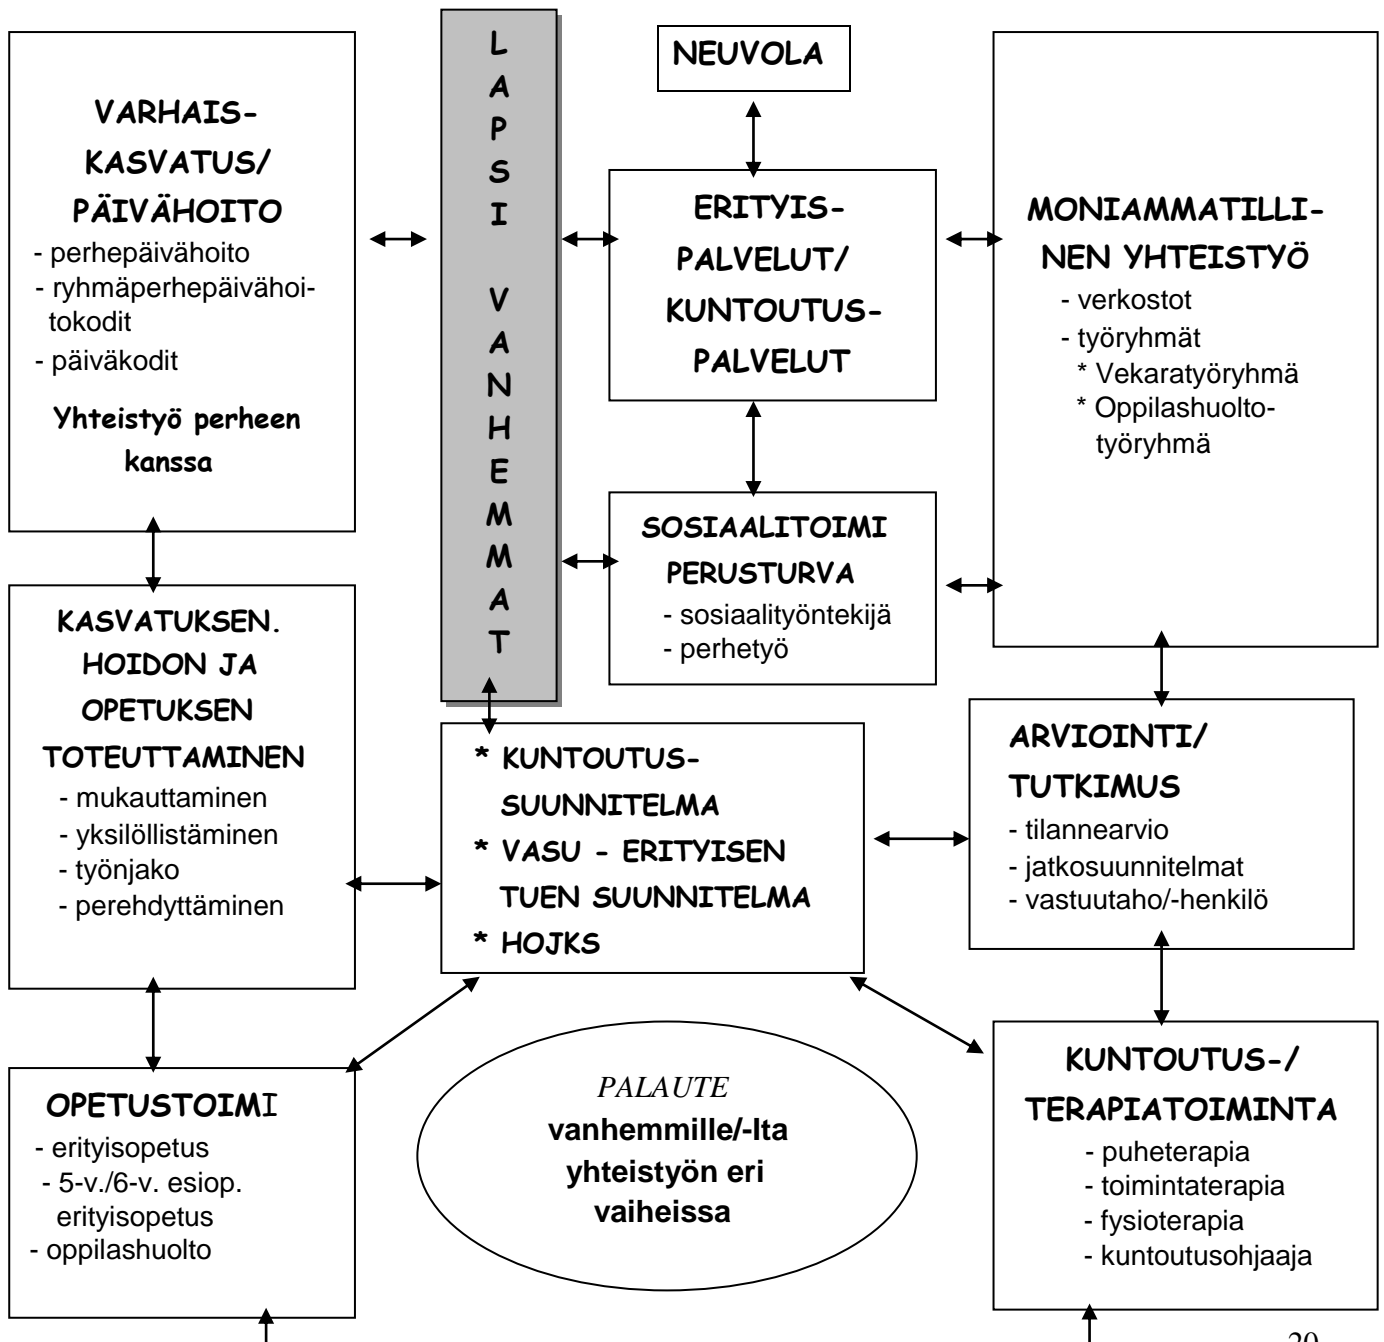 VARHAIS-
KASVATUS/
PÄIVÄHOITO
- perhepäivähoito
- ryhmäperhepäivähoi-
tokodit
- päiväkodit
Yhteistyö perheen
kanssa
L
A
P
S
I
V
A
N
H
E
M
M
A
T
NEUVOLA
ERITYIS-
PALVELUT/
KUNTOUTUS-
PALVELUT
MONIAMMATILLI-
NEN YHTEISTYÖ
- verkostot
- työryhmät
* Vekaratyöryhmä
* Oppilashuolto-
työryhmä
SOSIAALITOIMI
PERUSTURVA
- sosiaalityöntekijä
- perhetyö
KASVATUKSEN.
HOIDON JA
OPETUKSEN
TOTEUTTAMINEN
- mukauttaminen
- yksilöllistäminen
- työnjako
- perehdyttäminen
* KUNTOUTUS-
SUUNNITELMA
* VASU - ERITYISEN
TUEN SUUNNITELMA
* HOJKS
ARVIOINTI/
TUTKIMUS
- tilannearvio
- jatkosuunnitelmat
- vastuutaho/-henkilö
OPETUSTOIMI
- erityisopetus
- 5-v./6-v. esiop.
erityisopetus
- oppilashuolto
PALAUTE
vanhemmille/-lta
yhteistyön eri
vaiheissa
KUNTOUTUS-/
TERAPIATOIMINTA
- puheterapia
- toimintaterapia
- fysioterapia
- kuntoutusohjaaja
20